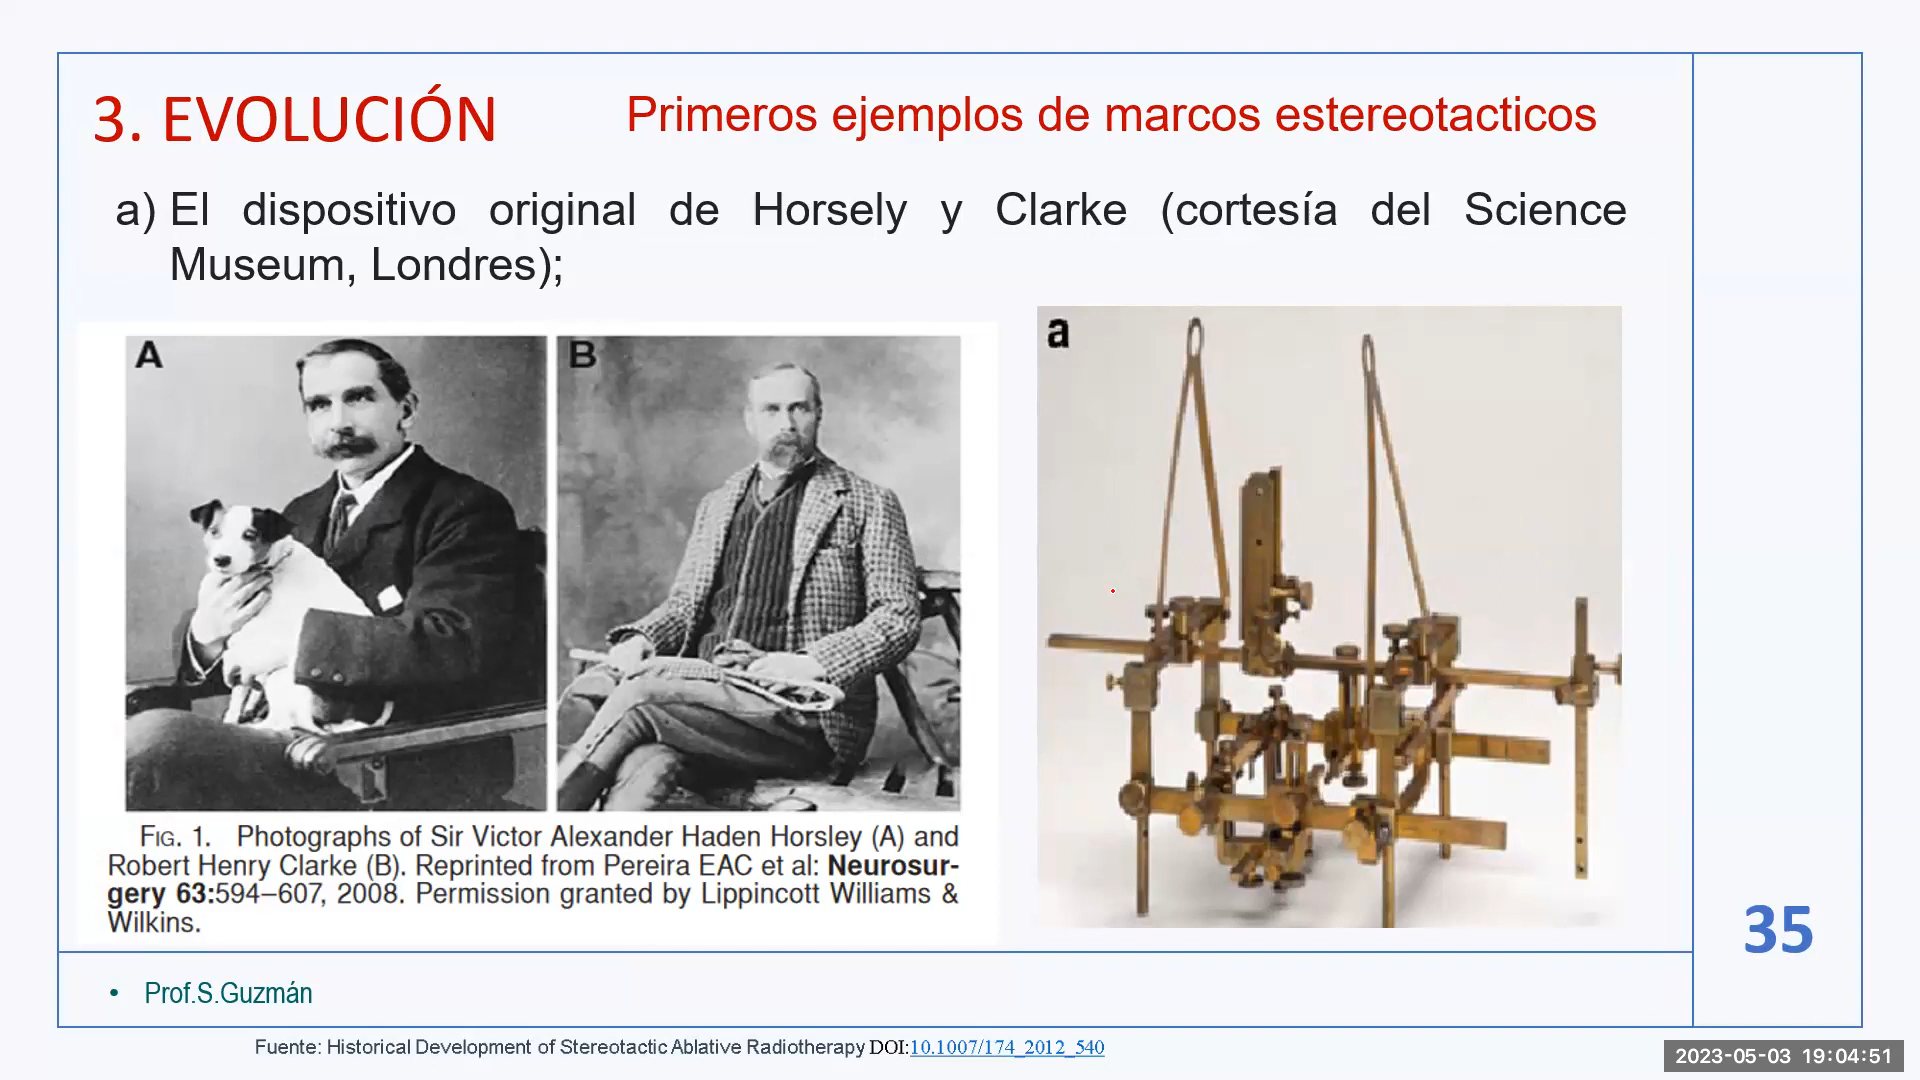 3. EVOLUCIÓN
Primeros ejemplos de marcos estereotacticos
a) El dispositivo original de Horsely y Clarke (cortesía del Science
Museum, Londres);
A
B
a
FIG. 1. Photographs of Sir Victor Alexander Haden Horsley (A) and
Robert Henry Clarke (B). Reprinted from Pereira EAC et al: Neurosur-
gery 63:594–607, 2008. Permission granted by Lippincott Williams &
Wilkins.
35
• Prof.S.Guzmán
Fuente: Historical Development of Stereotactic Ablative Radiotherapy DOI:10.1007/174_2012_540
2023-05-03 19:04:51